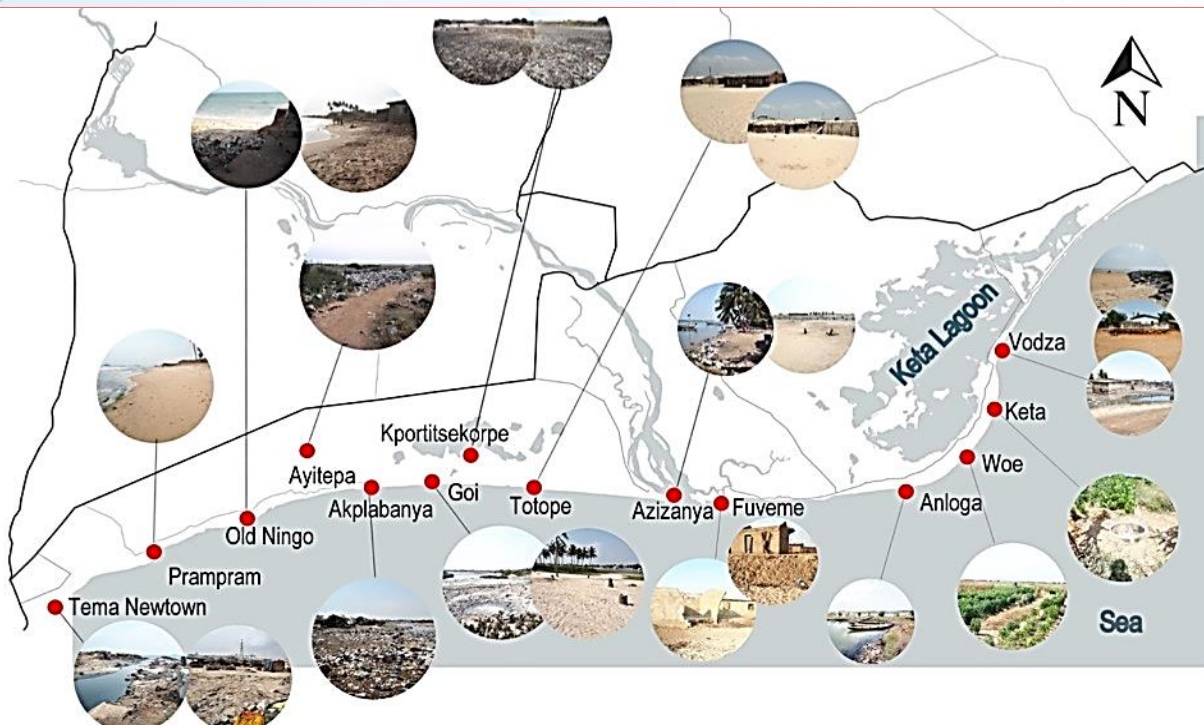 N
Keta Lagoon
Vodza
Keta
Kportitsekorpe
Woe
Ayitepa
Goi
Akplabanya
Totope
Azizanya
Fuveme
Anloga
Old Ningo
Prampram
Tema Newtown
Sea